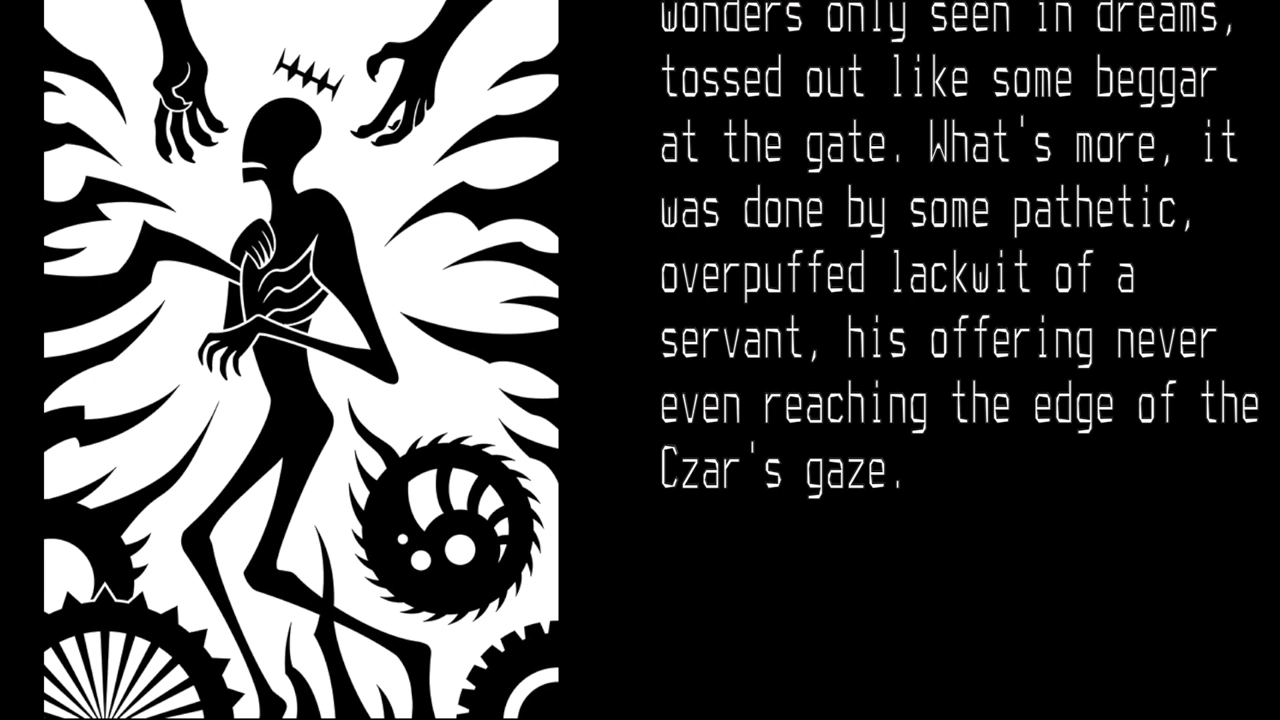 wonders only seen in dreams,
tossed out like some beggar
at the gate. What's more, it
was done by some pathetic,
overpuffed lackwit of a
servant, his offering never
even reaching the edge of the
Czar's gaze.